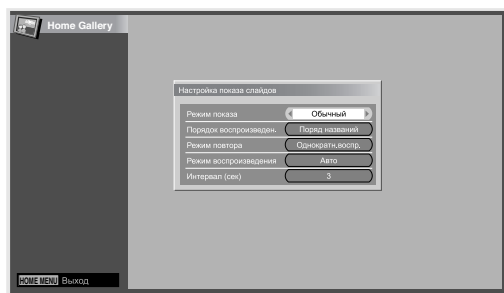 Home Gallery
Настройка показа слайдов
Режим показа Обычный
Порядок воспроизведен. Поряд названий
Режим повтора Однократн.воспр.
Режим воспроизведения Авто
Интервал (сек) 3
HOME MENU Выход